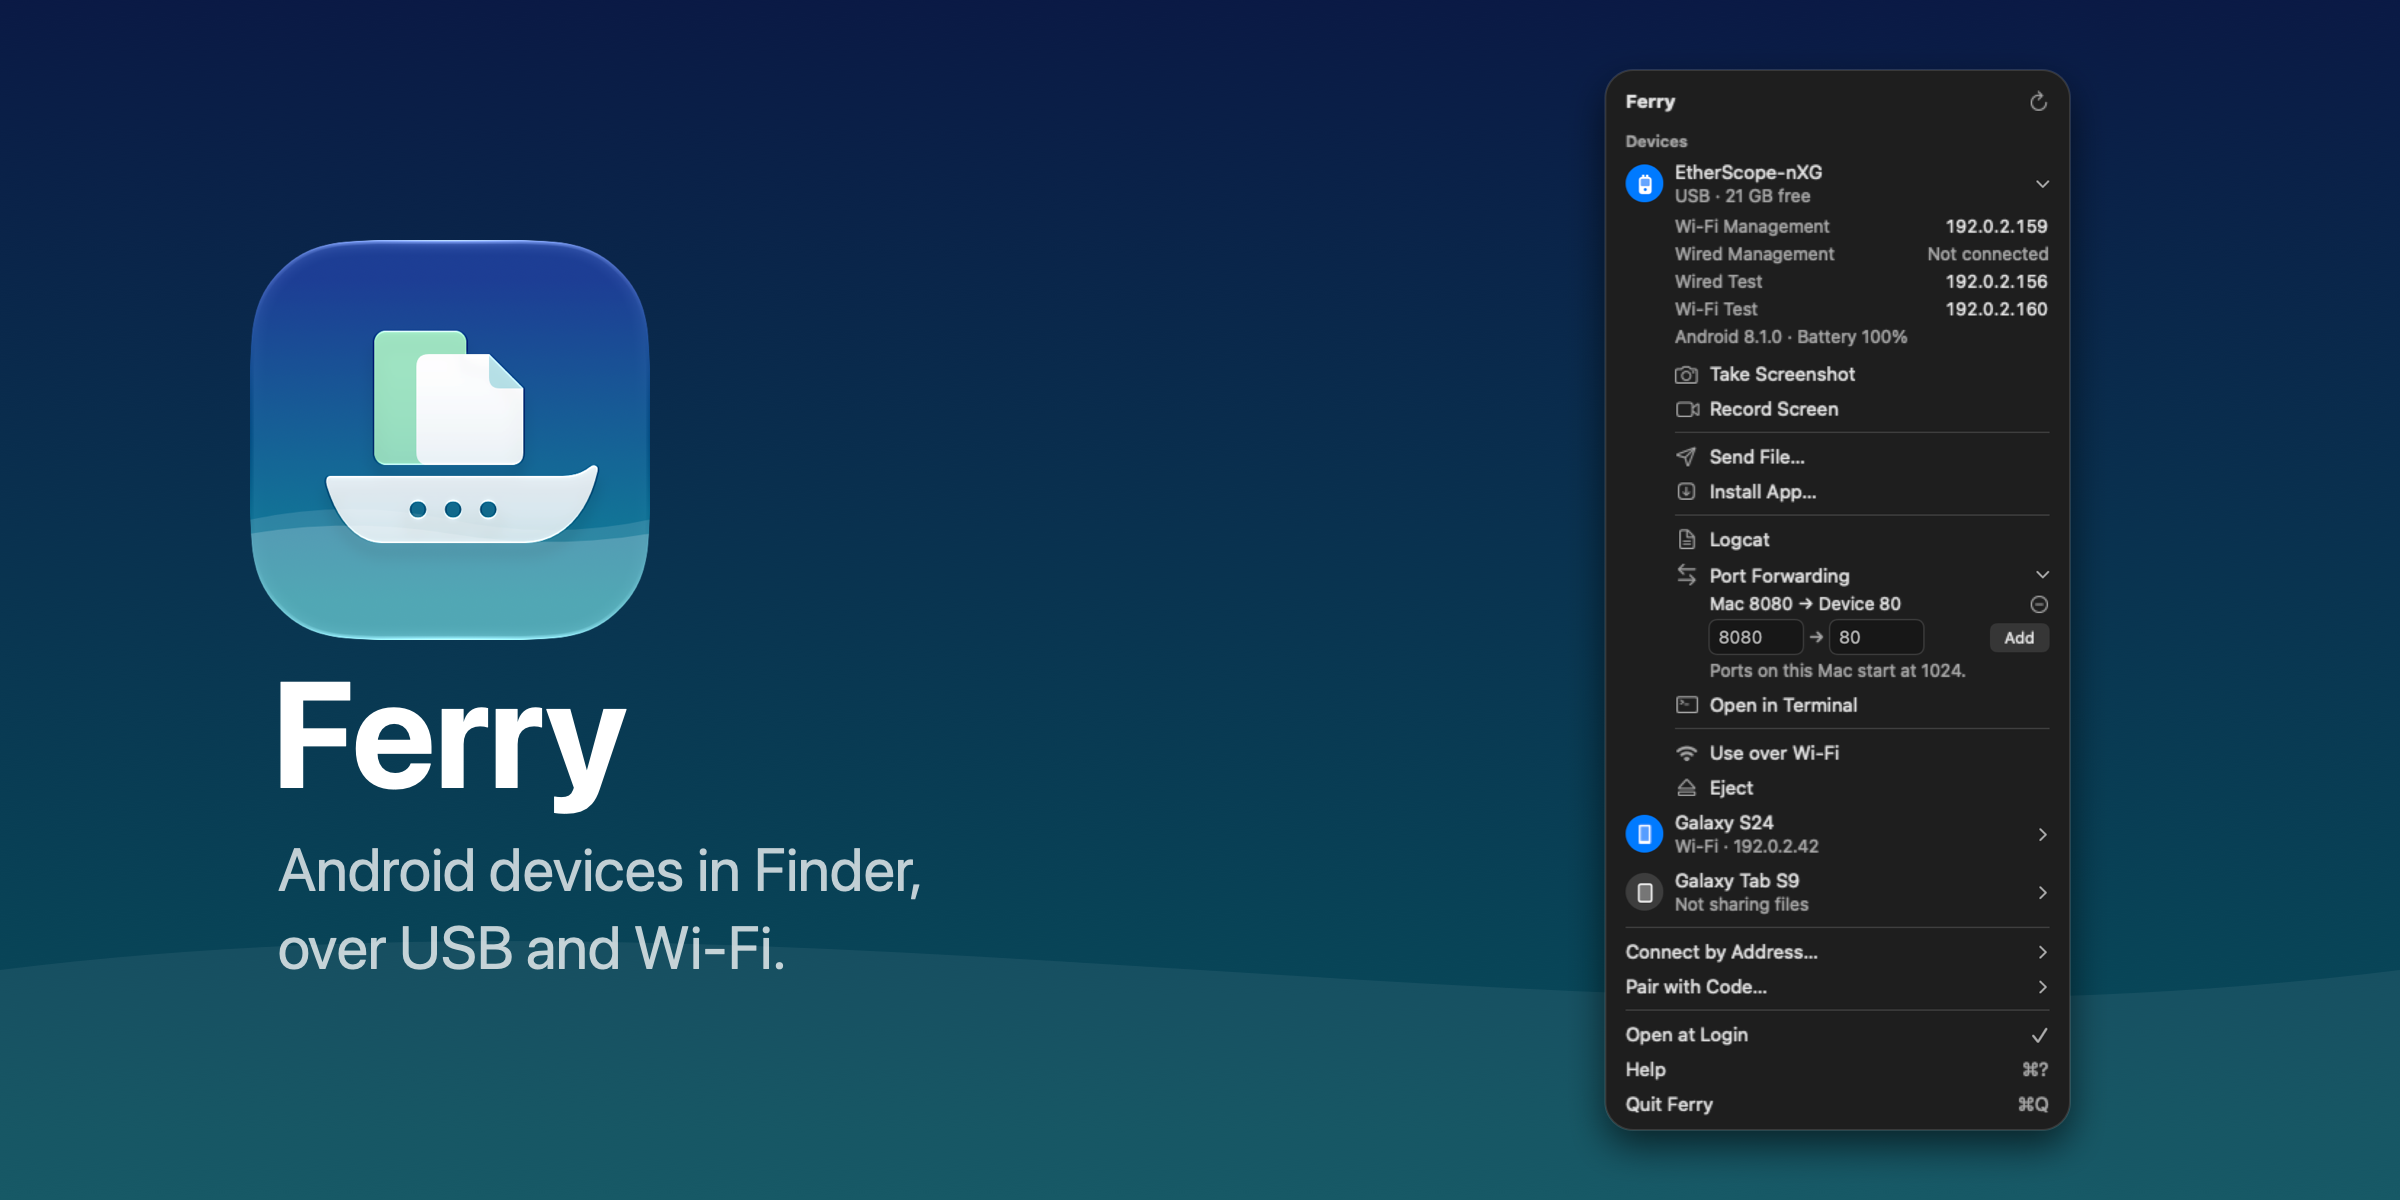 Ferry
Android devices in Finder,
over USB and Wi-Fi.
Ferry
Devices
EtherScope-nXG
USB · 21 GB free
Wi-Fi Management 192.0.2.159
Wired Management Not connected
Wired Test 192.0.2.156
Wi-Fi Test 192.0.2.160
Android 8.1.0 · Battery 100%
Take Screenshot
Record Screen
Send File...
Install App...
Logcat
Port Forwarding
Mac 8080 → Device 80
8080 → 80 Add
Ports on this Mac start at 1024.
Open in Terminal
Use over Wi-Fi
Eject
Galaxy S24
Wi-Fi · 192.0.2.42
Galaxy Tab S9
Not sharing files
Connect by Address...
Pair with Code...
Open at Login
Help ⌘?
Quit Ferry ⌘Q